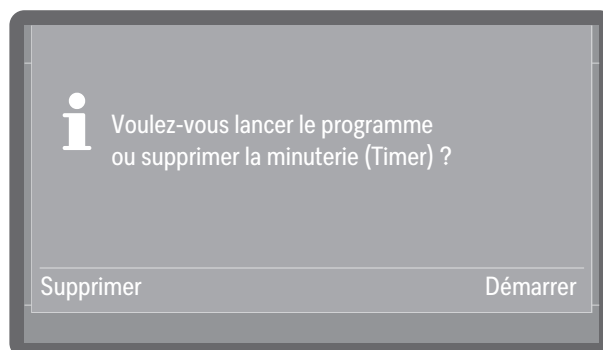 Voulez-vous lancer le programme
ou supprimer la minuterie (Timer) ?
Supprimer
Démarrer